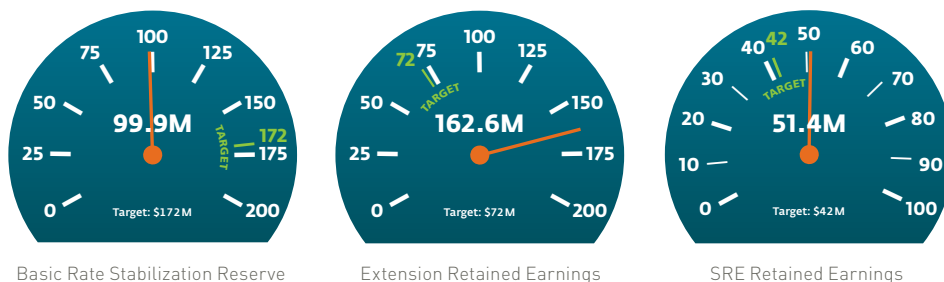 100
75
125
50
150
99.9M
TARGET
172
25
175
0
Target: $172M
200
Basic Rate Stabilization Reserve
100
72
75
125
TARGET
50
150
162.6M
25
175
0
Target: $72M
200
Extension Retained Earnings
50
42
40
60
TARGET
30
70
51.4M
20
80
10
90
0
Target: $42M
100
SRE Retained Earnings